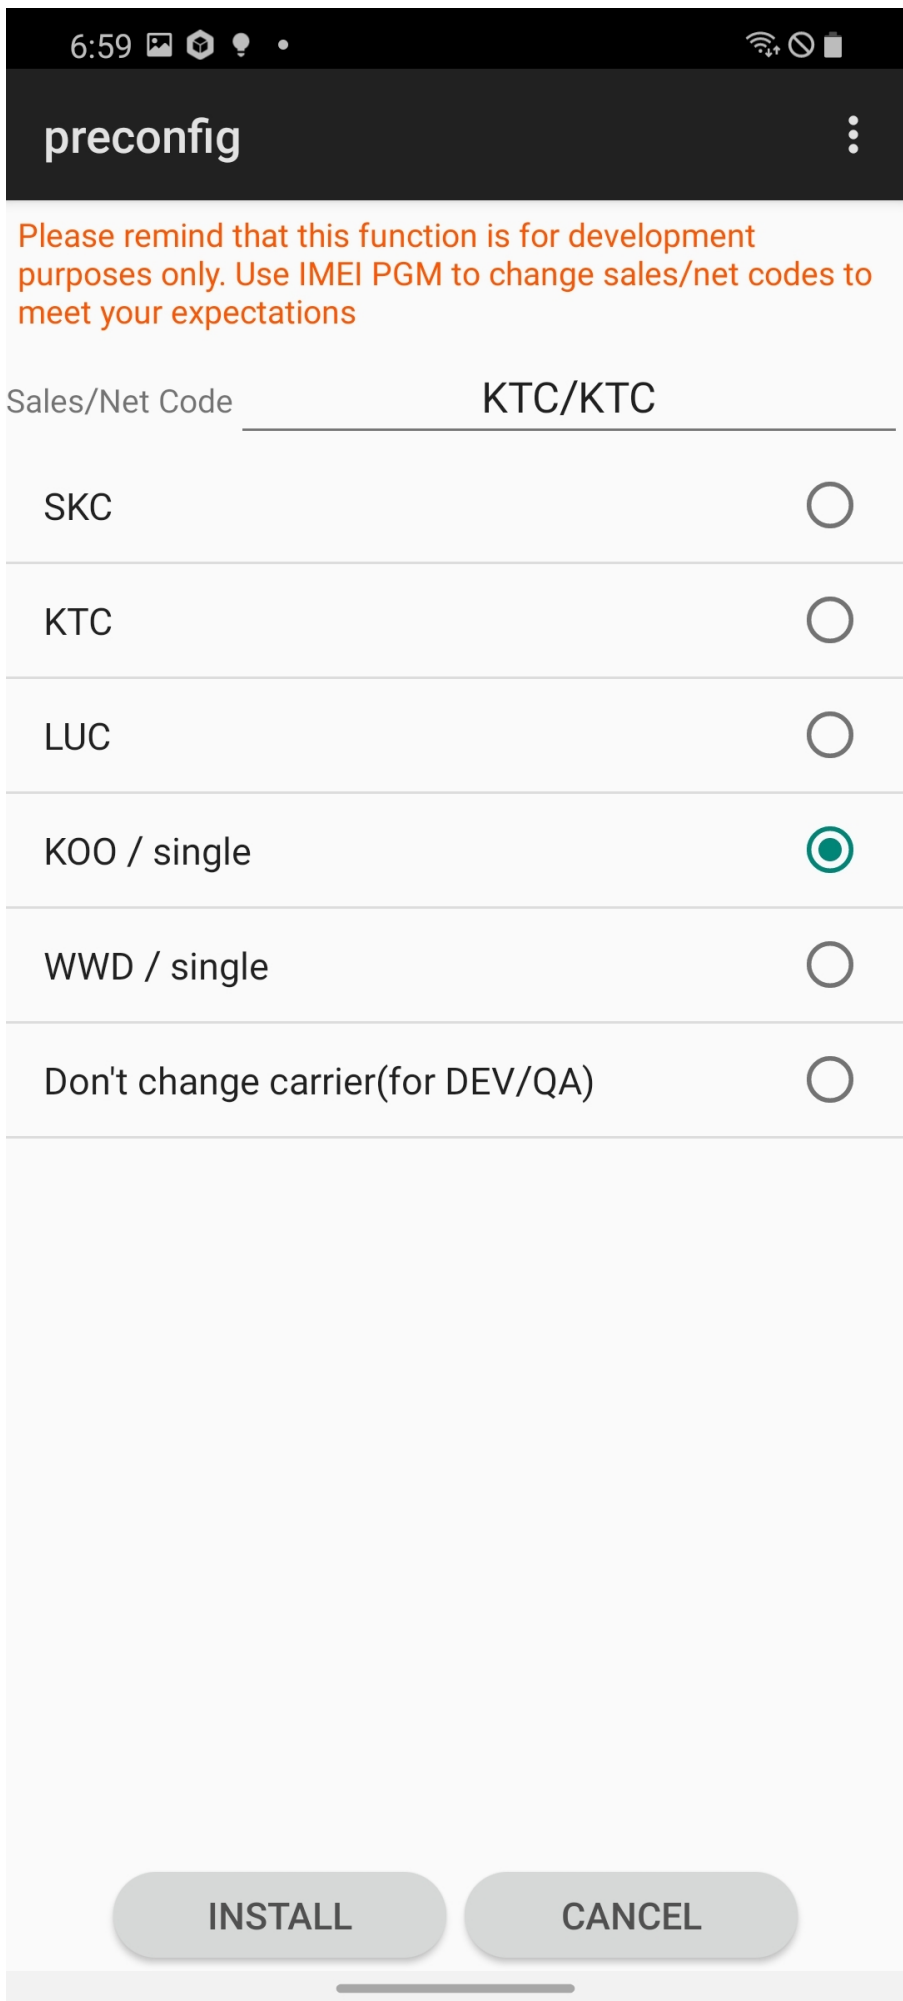 6:59
preconfig
Please remind that this function is for development
purposes only. Use IMEI PGM to change sales/net codes to
meet your expectations
Sales/Net Code KTC/KTC
SKC
KTC
LUC
KOO / single
WWD / single
Don't change carrier(for DEV/QA)
INSTALL CANCEL